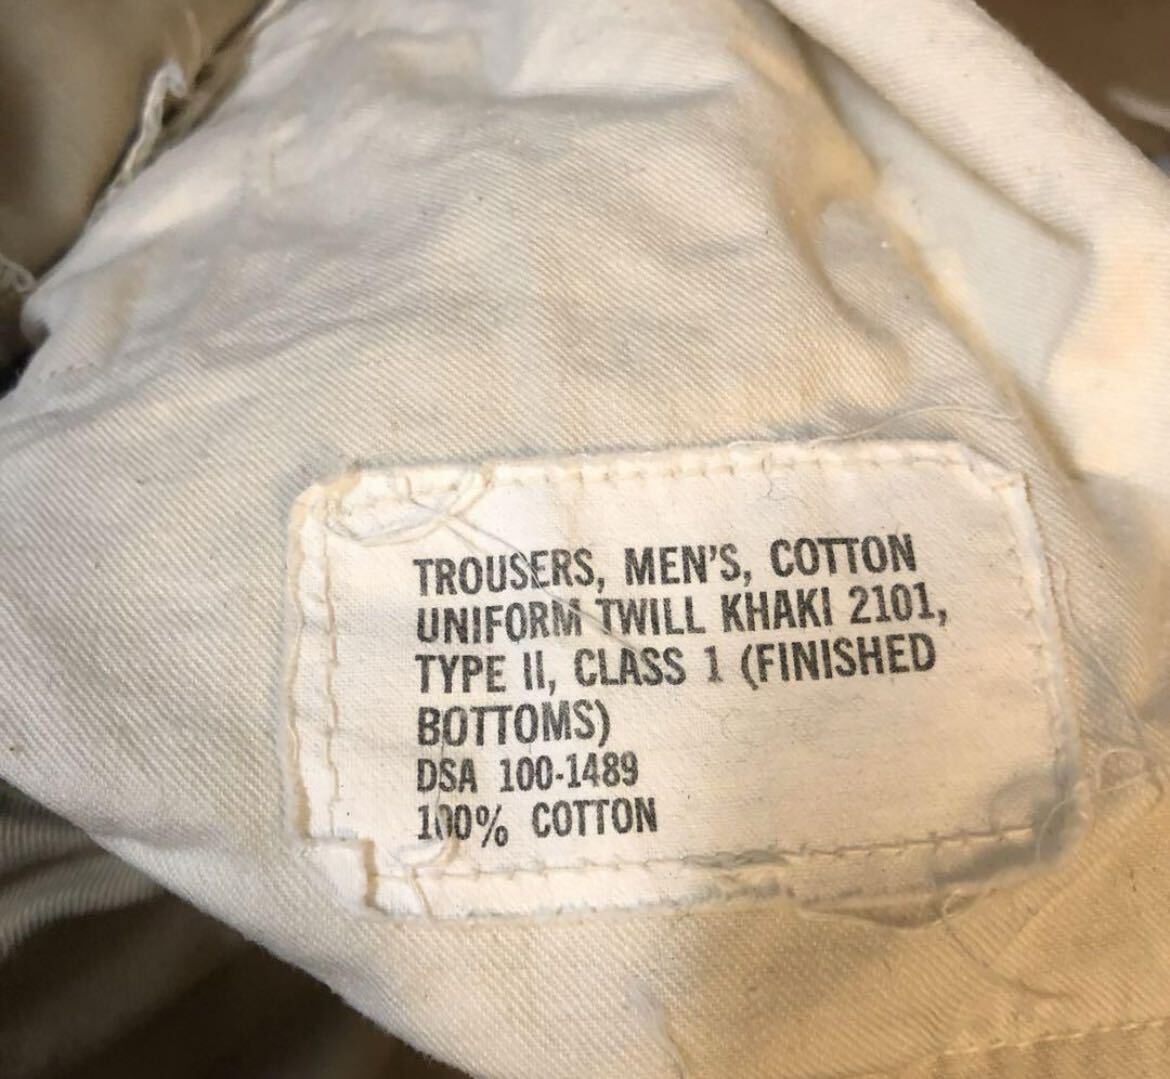 TROUSERS, MEN'S, COTTON
UNIFORM TWILL KHAKI 2101,
TYPE II, CLASS 1 (FINISHED
BOTTOMS)
DSA 100-1489
100% COTTON